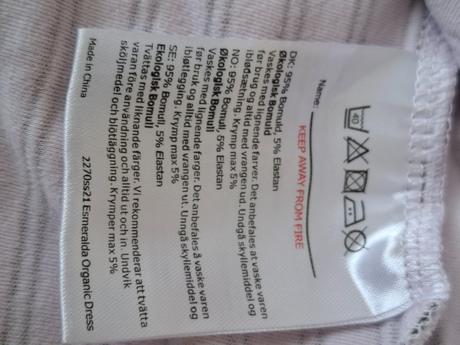 40
Name:
KEEP AWAY FROM FIRE
DK: 95% Bomuld, 5% Elastan
Økologisk Bomuld
Vaskes med lignende farver. Det anbefales at vaske varen
før brug og altid med vrangen ud. Undgå skyllemiddel og
iblødsætning. Krymp max 5%
NO: 95% Bomull, 5% Elastan
Økologisk Bomull
Vaskes med lignende farger. Det anbefales å vaske varen
før brug og altid med vrangen ud. Unngå skyllemiddel og
ibløtlegging. Krymp max 5%
SE: 95% Bomull, 5% Elastan
Ekologisk Bomull
Tvättas med liknande färger. Vi rekommenderar att tvätta
varan före användning och alltid ut och in. Undvik
sköljmedel och blötläggning. Krymper max 5%
2270ss21 Esmeralda Organic Dress
Made in China